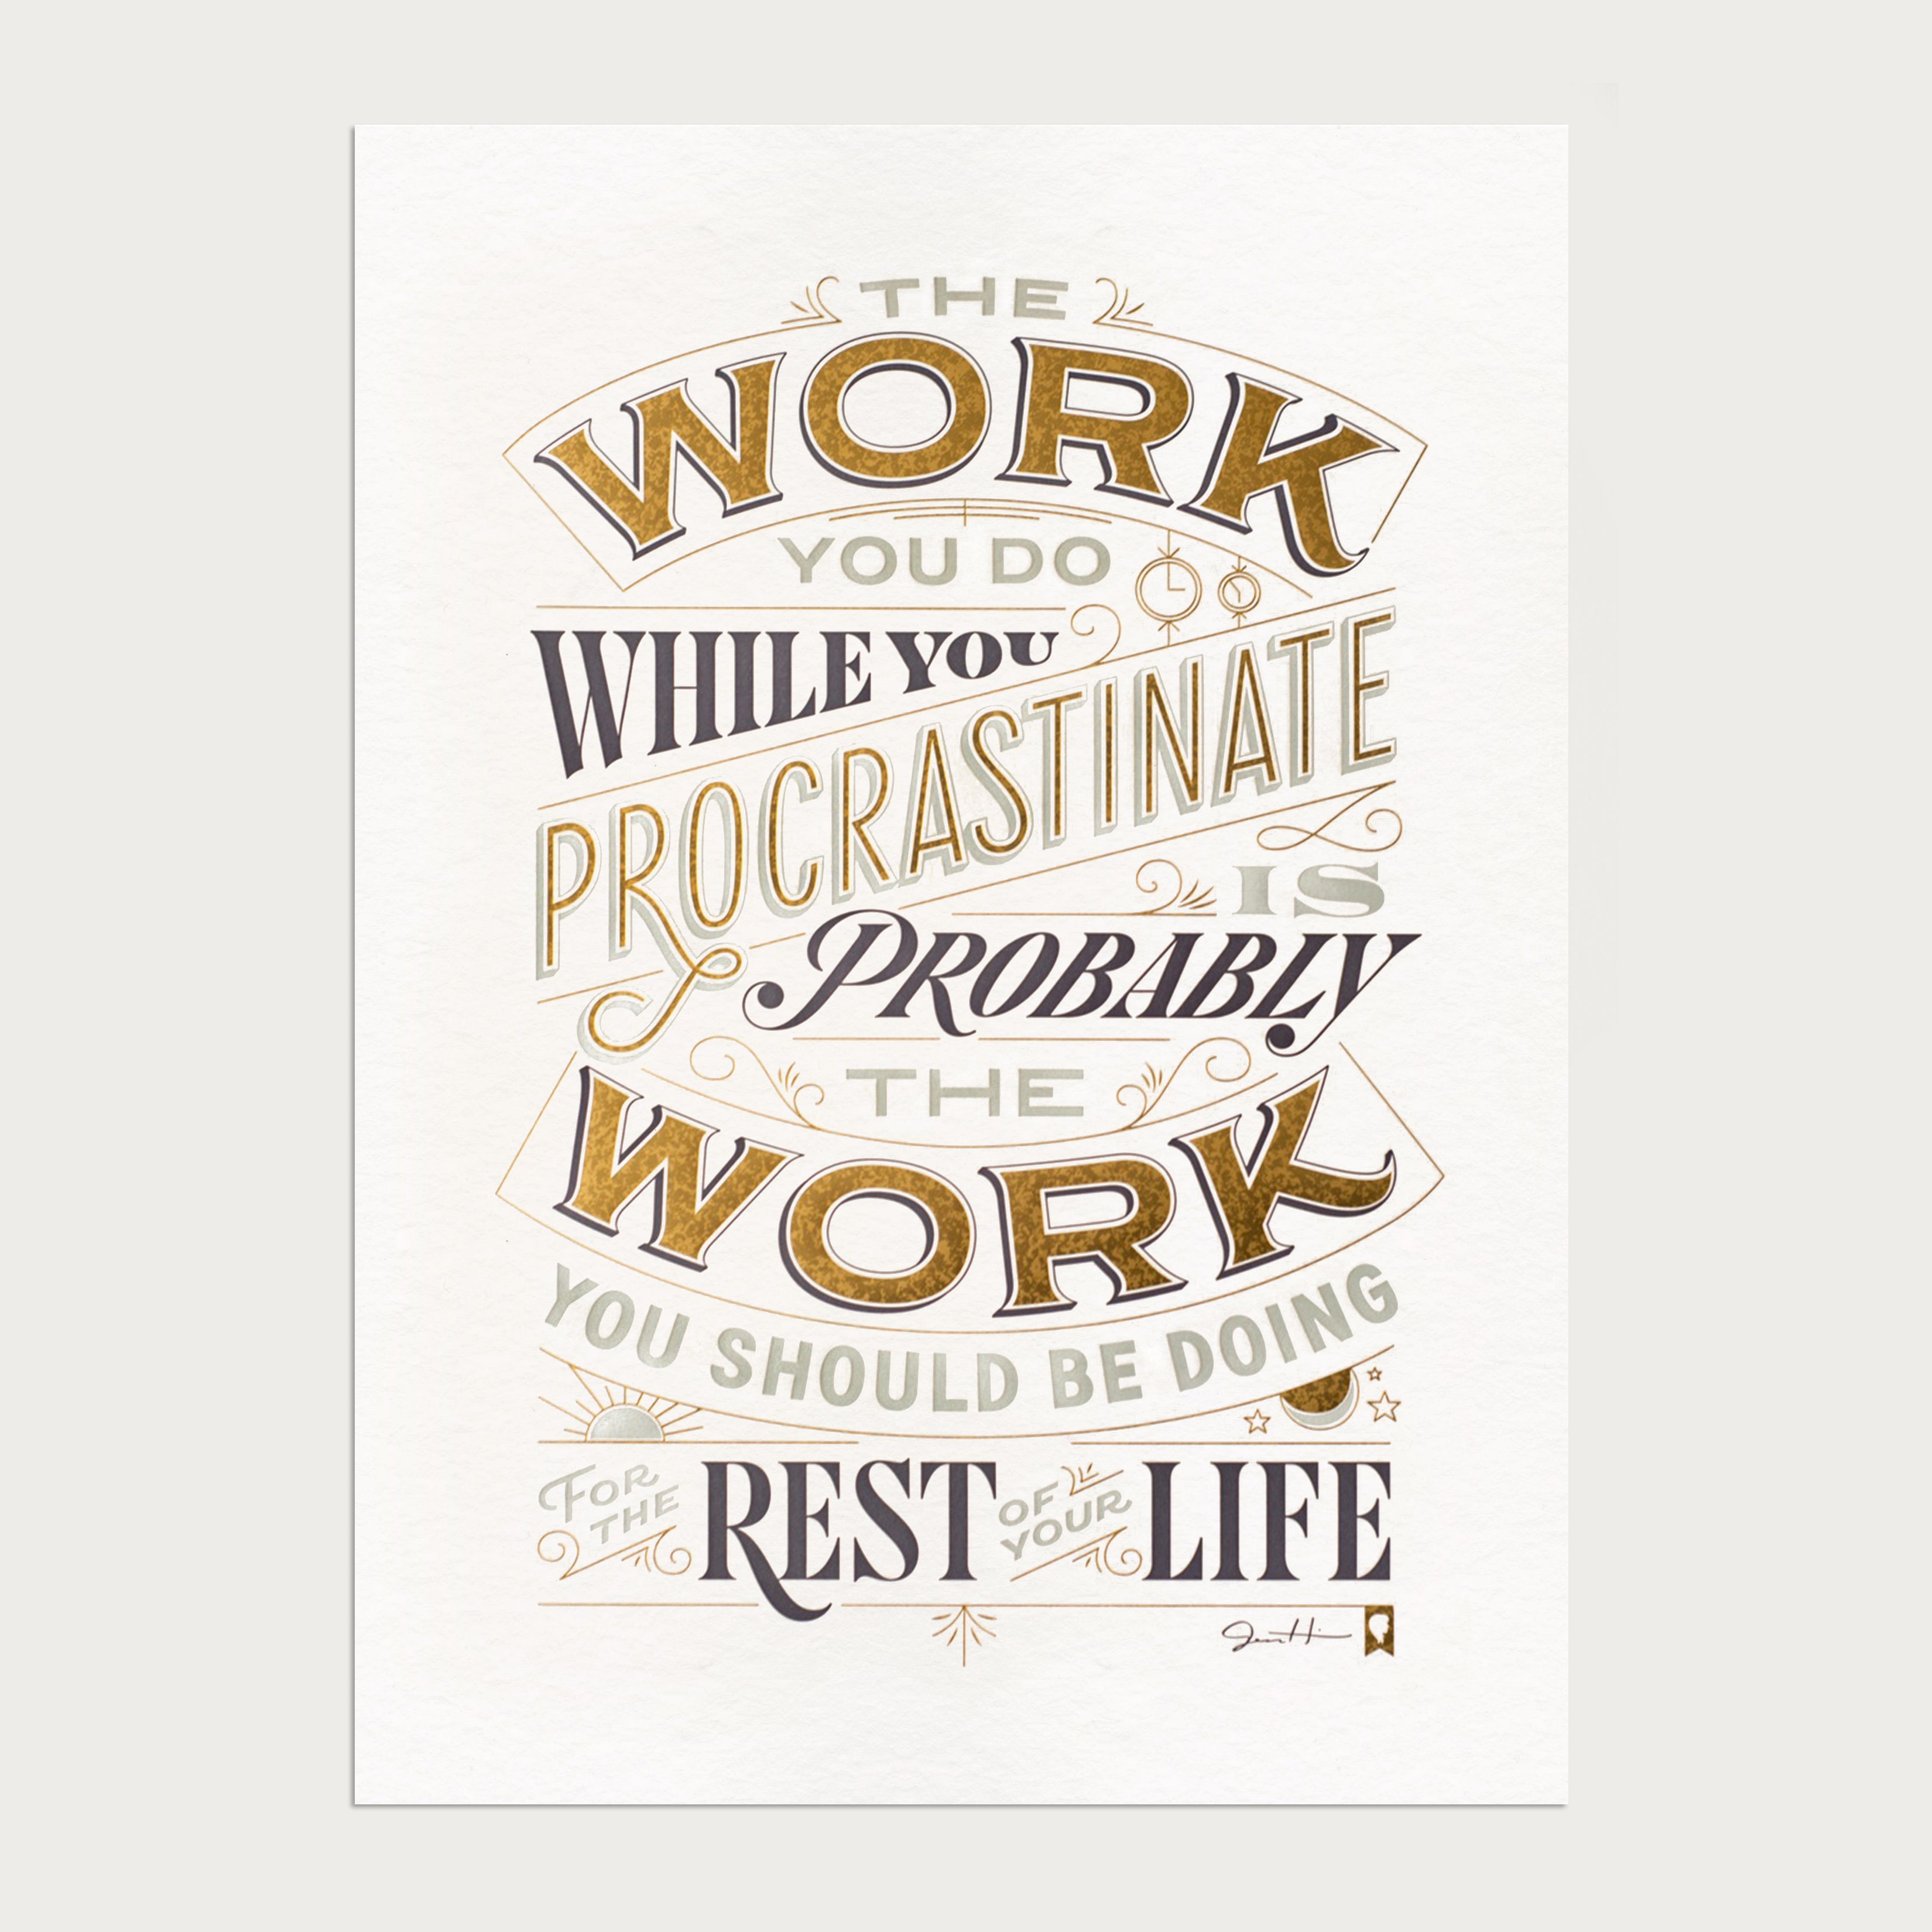 THE
WORK
YOU DO
WHILE YOU
PROCRASTINATE
IS
PROBABLY
THE
WORK
YOU SHOULD BE DOING
FOR THE REST OF YOUR LIFE